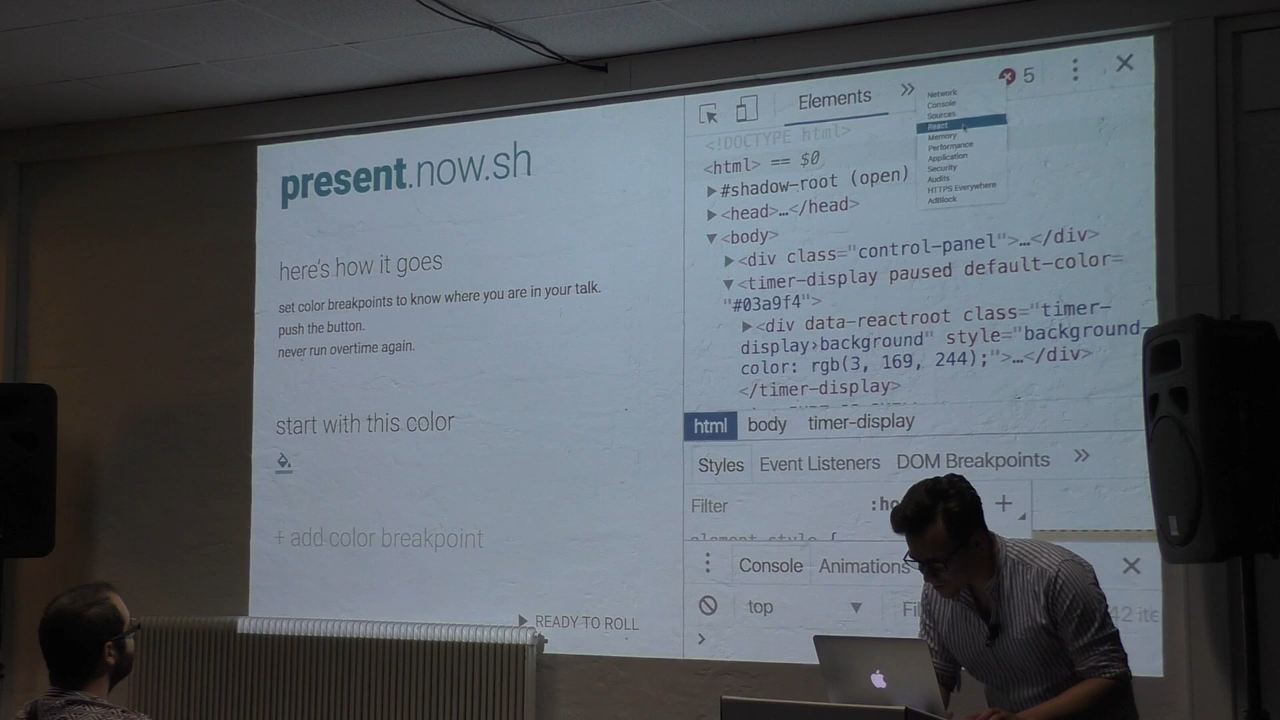 present.now.sh
here's how it goes
set color breakpoints to know where you are in your talk.
push the button.
never run overtime again.
start with this color
+ add color breakpoint
READY TO ROLL
Elements
5
Network
Console
Sources
React
Memory
Performance
Application
Security
Audits
HTTPS Everywhere
AdBlock
<!DOCTYPE html>
<html> == $0
▶#shadow-root (open)
▶<head>…</head>
▼<body>
▶<div class="control-panel">…</div>
▼<timer-display paused default-color=
"#03a9f4">
▶<div data-reactroot class="timer-
display›background" style="background-
color: rgb(3, 169, 244);">…</div>
</timer-display>
html body timer-display
Styles Event Listeners DOM Breakpoints
Filter +
element.style {
Console Animations
top ▼